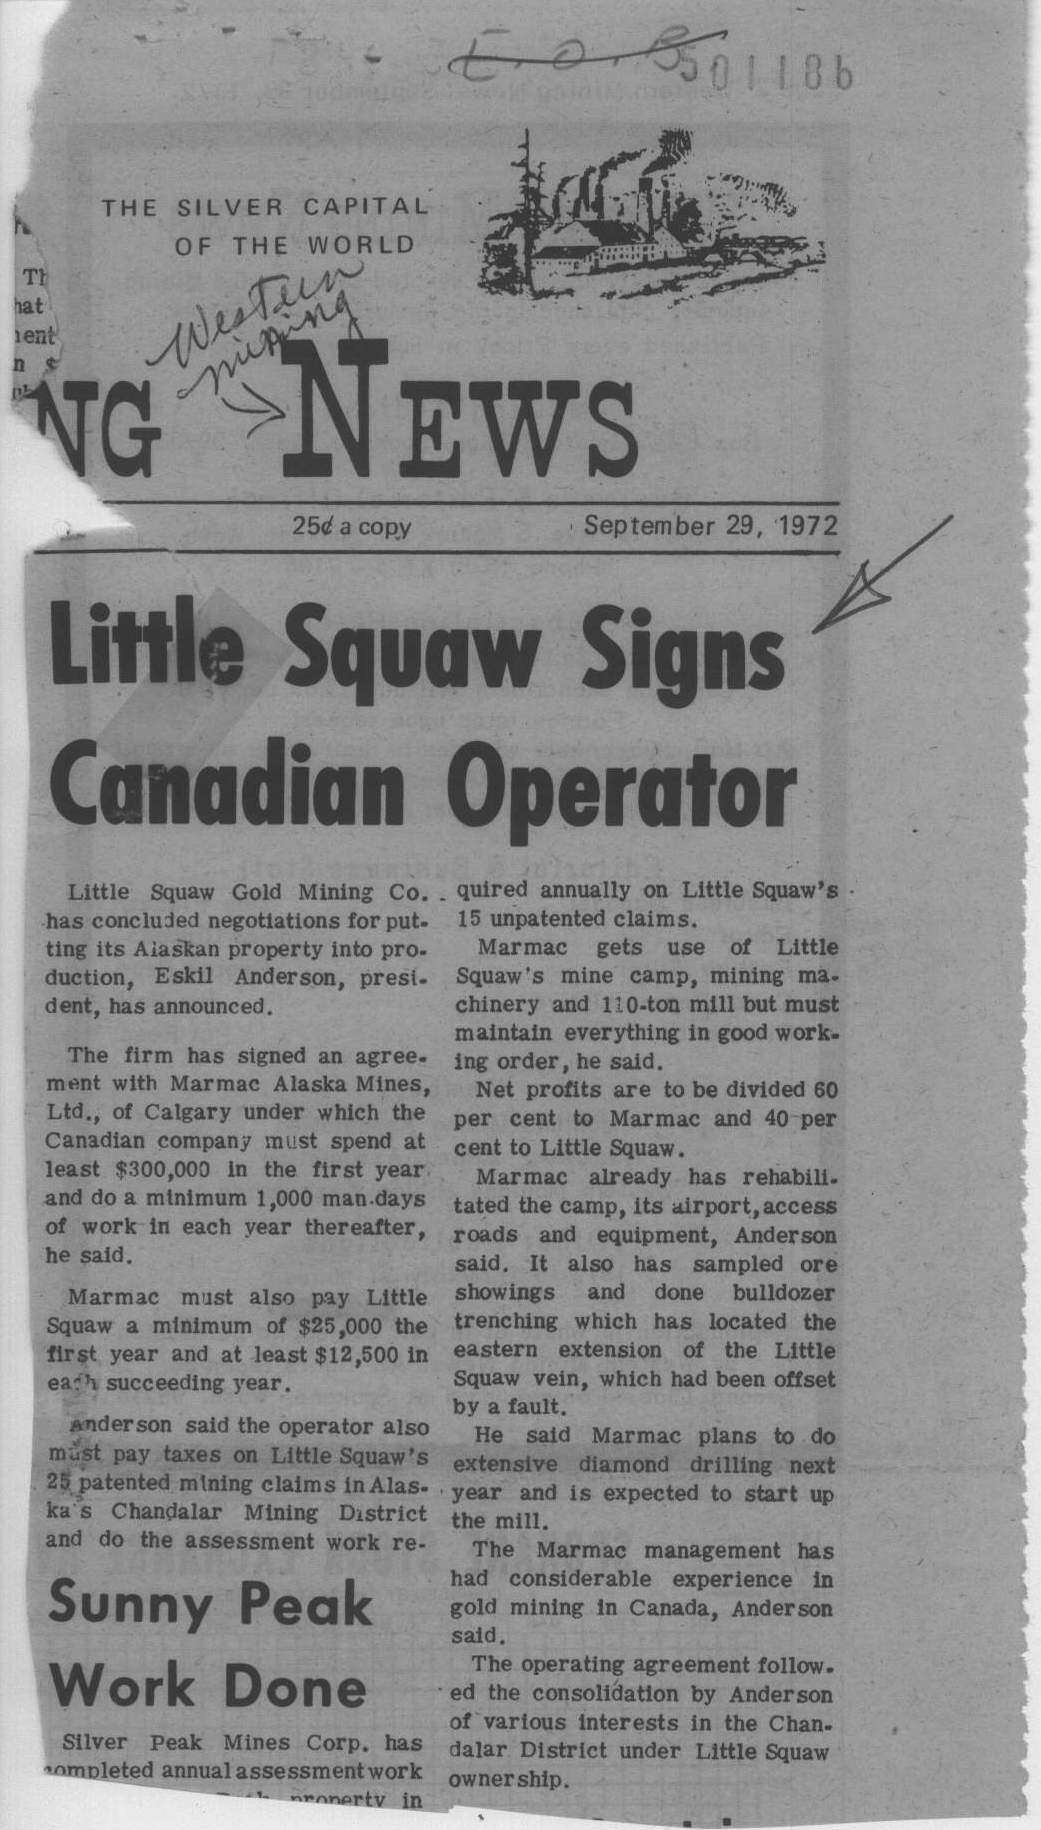 E.O.B
501186
THE SILVER CAPITAL
OF THE WORLD
Western
mining
hat
n $
NG NEWS
25¢ a copy September 29, 1972
Little Squaw Signs
Canadian Operator
Little Squaw Gold Mining Co.
has concluded negotiations for put-
ting its Alaskan property into pro-
duction, Eskil Anderson, presi-
dent, has announced.
The firm has signed an agree-
ment with Marmac Alaska Mines,
Ltd., of Calgary under which the
Canadian company must spend at
least $300,000 in the first year
and do a minimum 1,000 man-days
of work in each year thereafter,
he said.
Marmac must also pay Little
Squaw a minimum of $25,000 the
first year and at least $12,500 in
each succeeding year.
Anderson said the operator also
must pay taxes on Little Squaw's
25 patented mining claims in Alas-
ka's Chandalar Mining District
and do the assessment work re-
quired annually on Little Squaw's
15 unpatented claims.
Marmac gets use of Little
Squaw's mine camp, mining ma-
chinery and 110-ton mill but must
maintain everything in good work-
ing order, he said.
Net profits are to be divided 60
per cent to Marmac and 40 per
cent to Little Squaw.
Marmac already has rehabili-
tated the camp, its airport, access
roads and equipment, Anderson
said. It also has sampled ore
showings and done bulldozer
trenching which has located the
eastern extension of the Little
Squaw vein, which had been offset
by a fault.
He said Marmac plans to do
extensive diamond drilling next
year and is expected to start up
the mill.
The Marmac management has
had considerable experience in
gold mining in Canada, Anderson
said.
The operating agreement follow-
ed the consolidation by Anderson
of various interests in the Chan-
dalar District under Little Squaw
ownership.
Sunny Peak
Work Done
Silver Peak Mines Corp. has
completed annual assessment work
property in